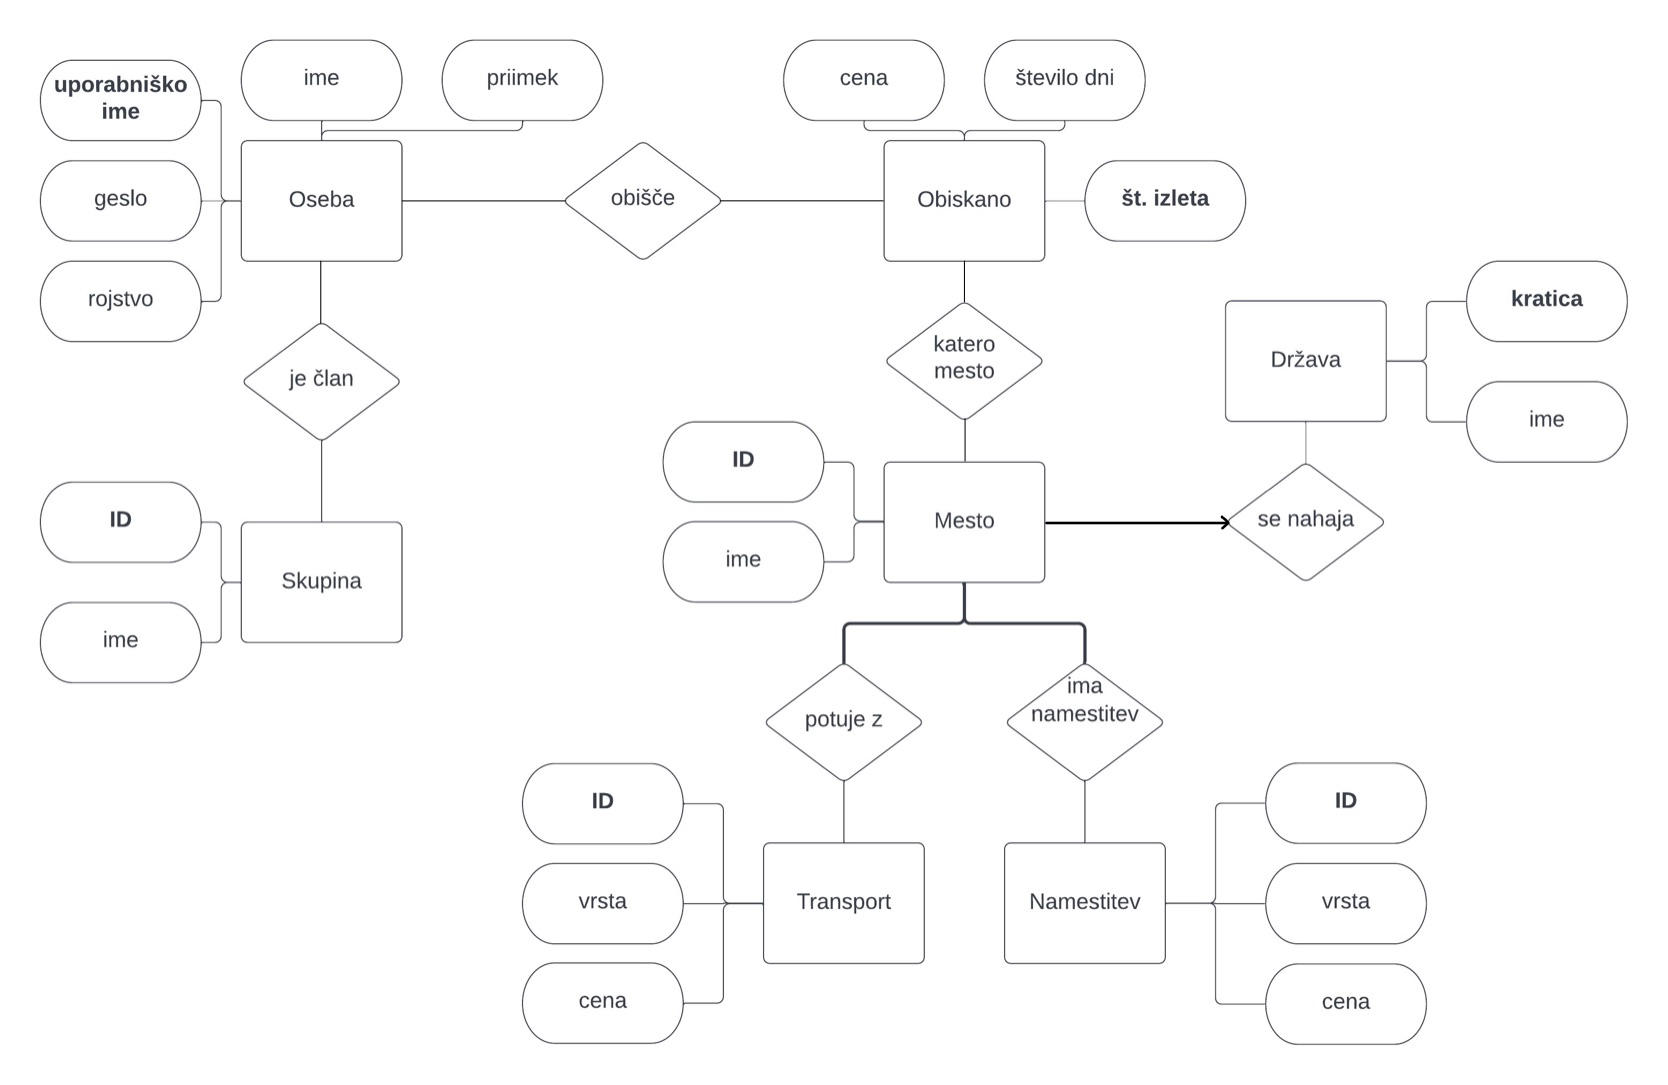 uporabniško
ime
ime
priimek
cena
število dni
geslo
Oseba
obišče
Obiskano
št. izleta
rojstvo
kratica
je član
katero
mesto
Država
ime
ID
Mesto
se nahaja
ime
ID
Skupina
ime
potuje z
ima
namestitev
ID
ID
vrsta
Transport
Namestitev
vrsta
cena
cena